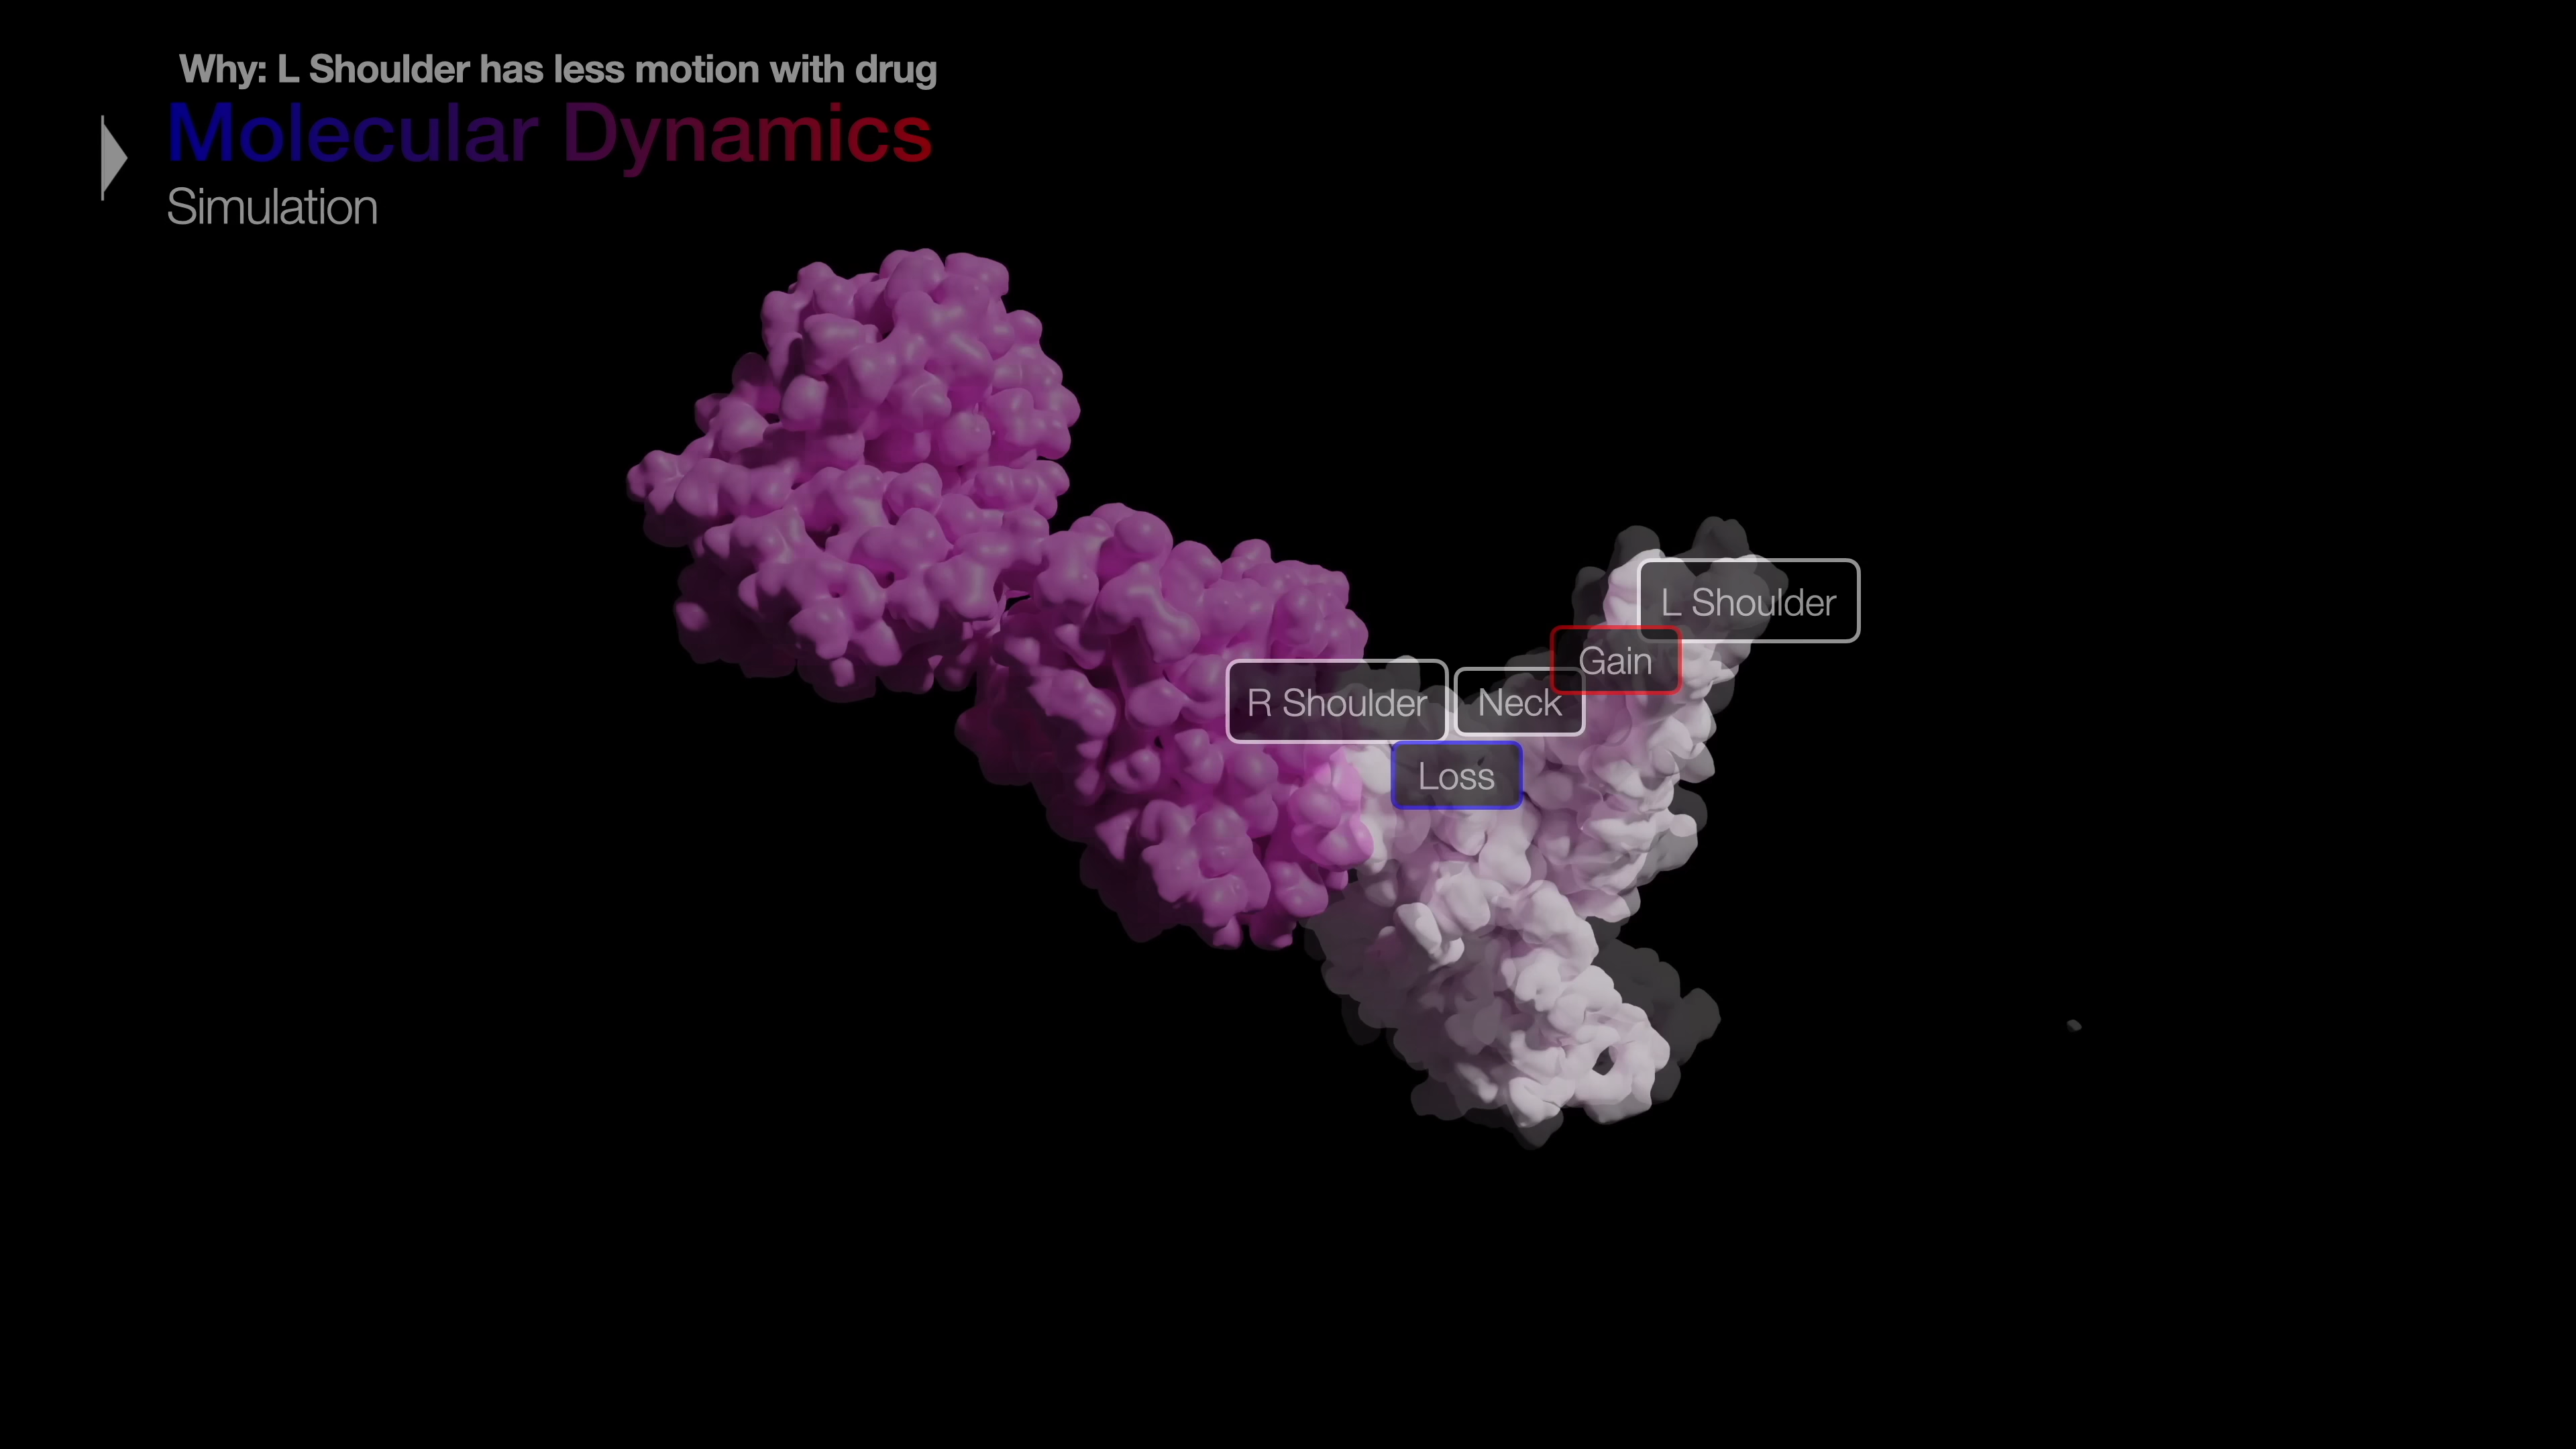 Why: L Shoulder has less motion with drug
Molecular Dynamics
Simulation
L Shoulder
Gain
R Shoulder
Neck
Loss